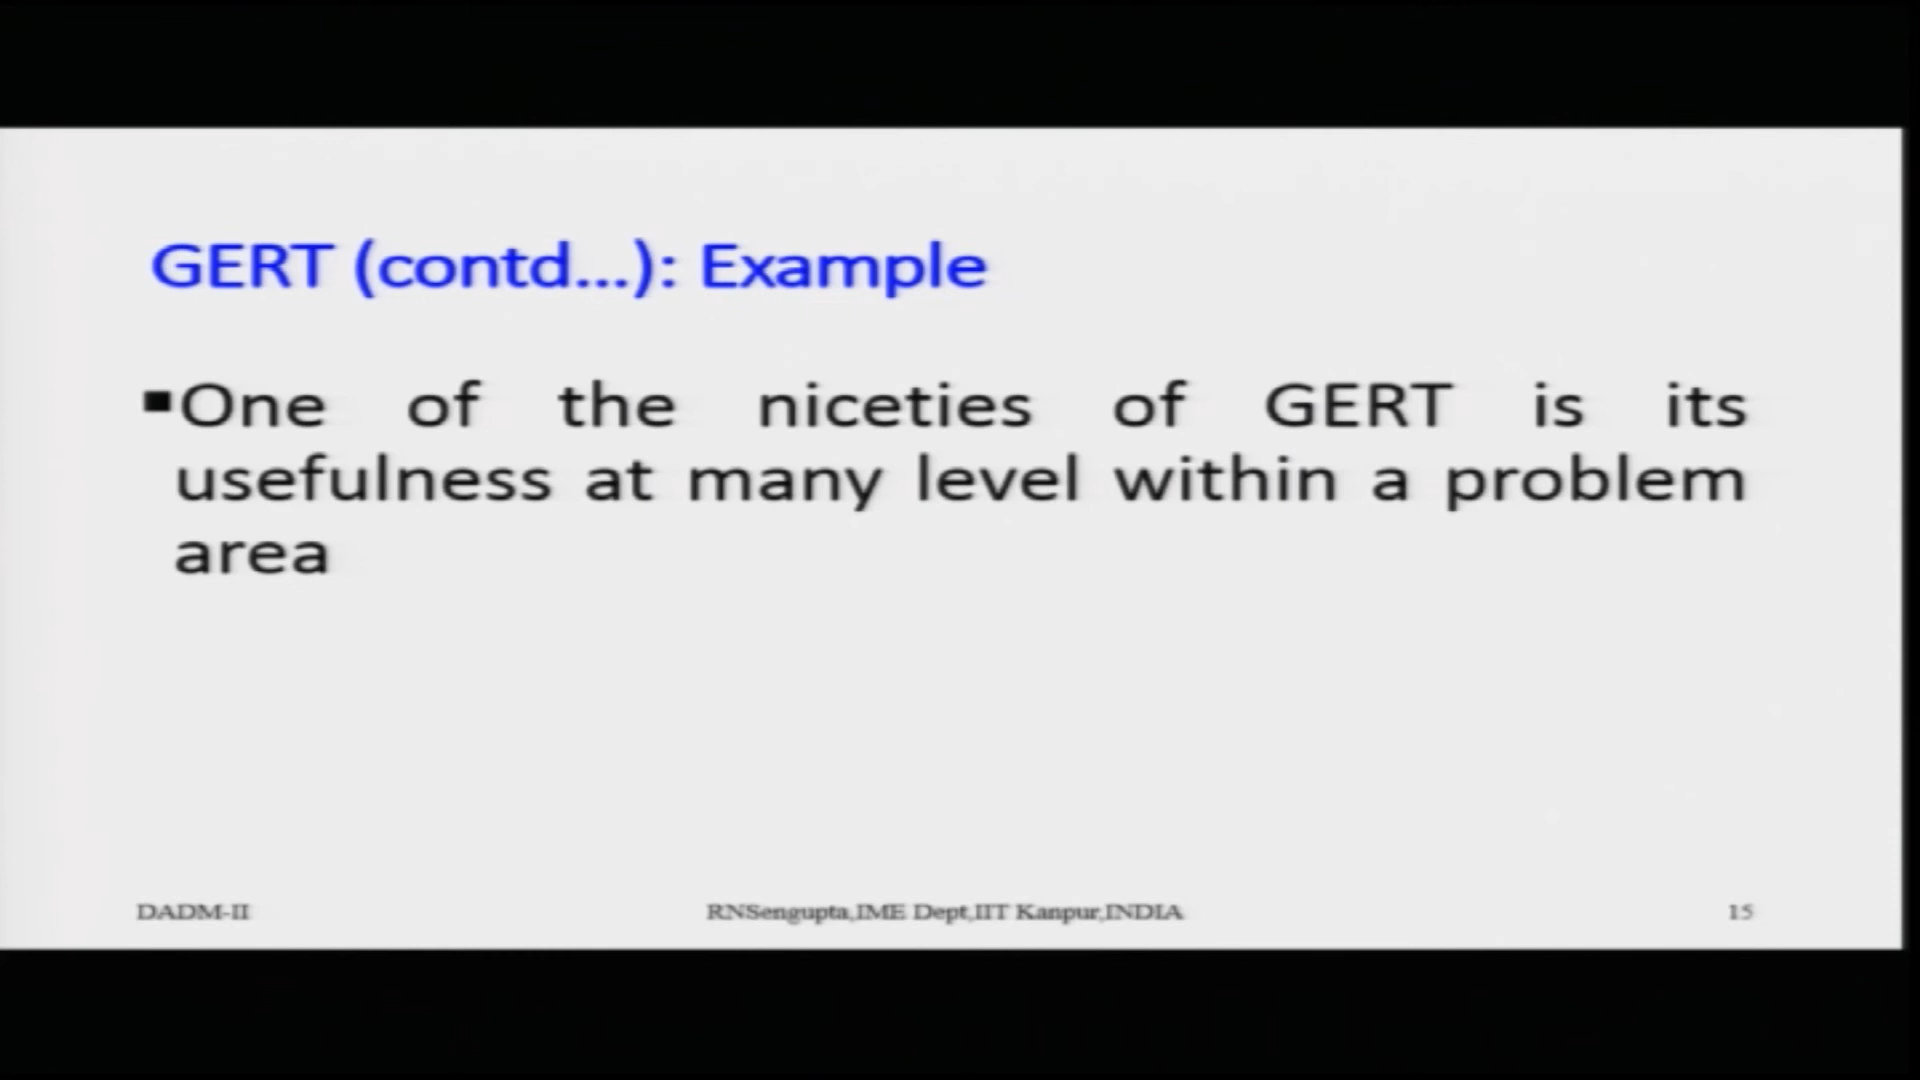 GERT (contd...): Example
▪One of the niceties of GERT is its
usefulness at many level within a problem
area
DADM-II
RNSengupta,IME Dept,IIT Kanpur,INDIA
15